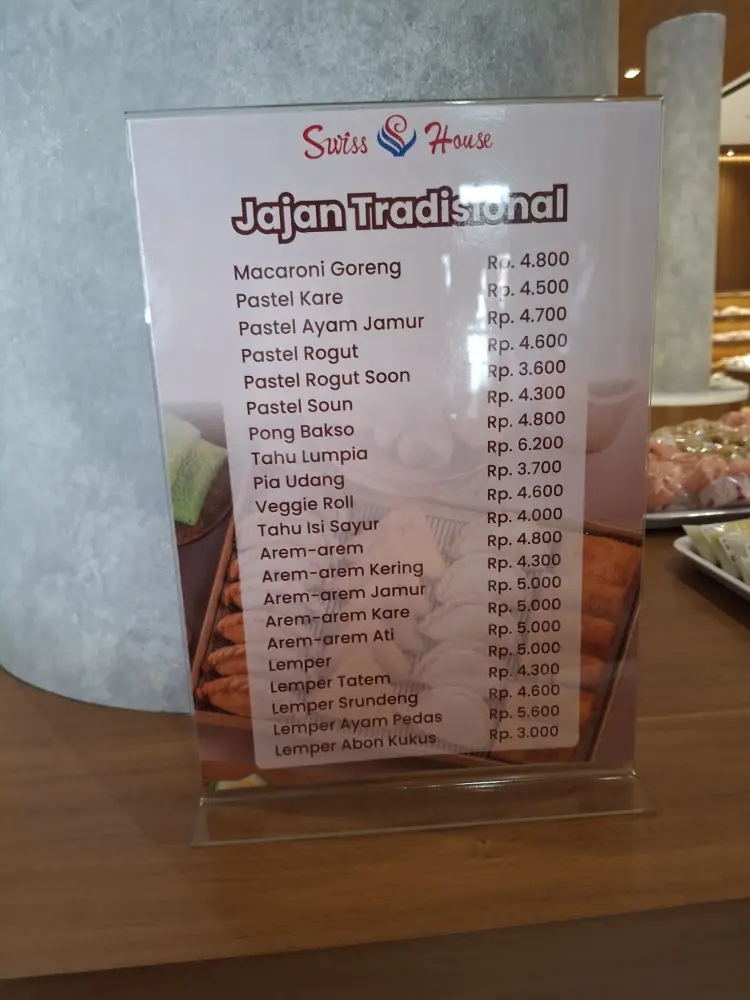 Swiss House
Jajan Tradisional
Macaroni Goreng Rp. 4.800
Pastel Kare Rp. 4.500
Pastel Ayam Jamur Rp. 4.700
Pastel Rogut Rp. 4.600
Pastel Rogut Soon Rp. 3.600
Pastel Soun Rp. 4.300
Pong Bakso Rp. 4.800
Tahu Lumpia Rp. 6.200
Pia Udang Rp. 3.700
Veggie Roll Rp. 4.600
Tahu Isi Sayur Rp. 4.000
Arem-arem Rp. 4.800
Arem-arem Kering Rp. 4.300
Arem-arem Jamur Rp. 5.000
Arem-arem Kare Rp. 5.000
Arem-arem Ati Rp. 5.000
Lemper Rp. 5.000
Lemper Tatem Rp. 4.300
Lemper Srundeng Rp. 4.600
Lemper Ayam Pedas Rp. 5.600
Lemper Abon Kukus Rp. 3.000